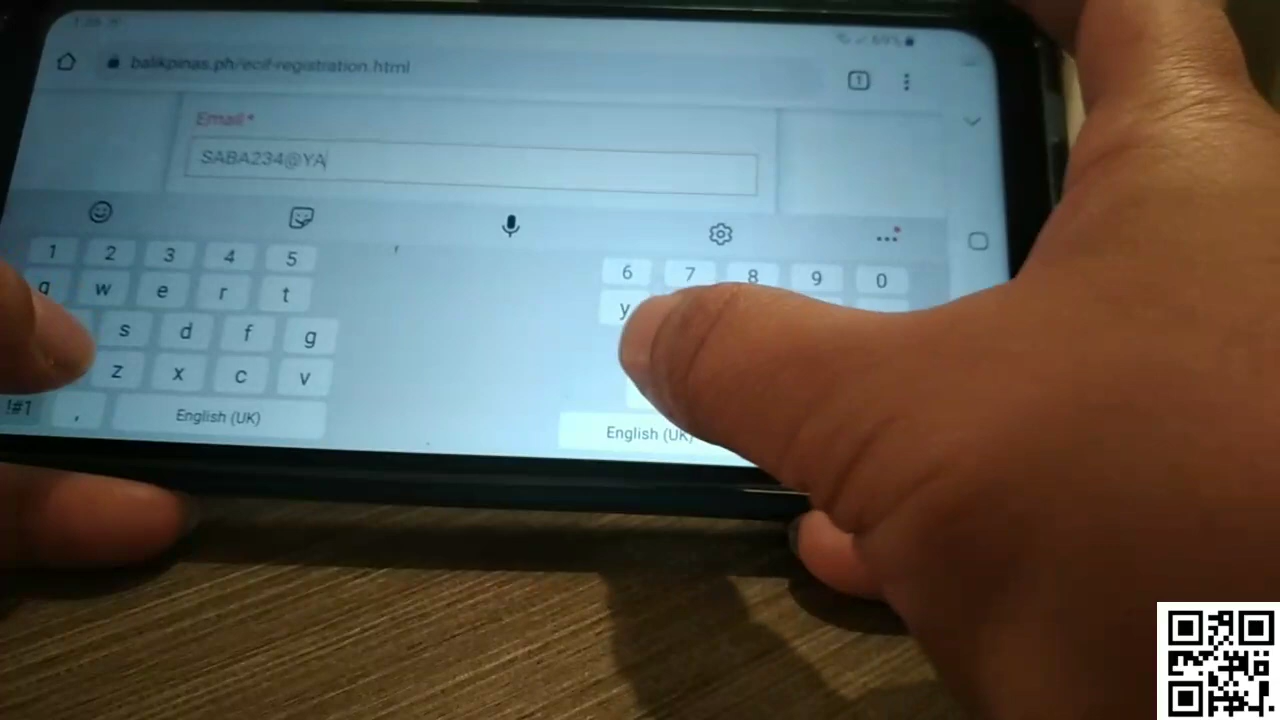 balikpinas.ph/ecif-registration.html
1
Email*
SABA234@YA
1 2 3 4 5 6 7 8 9 0
q w e r t y
s d f g
z x c v
!#1 , English (UK) English (UK)